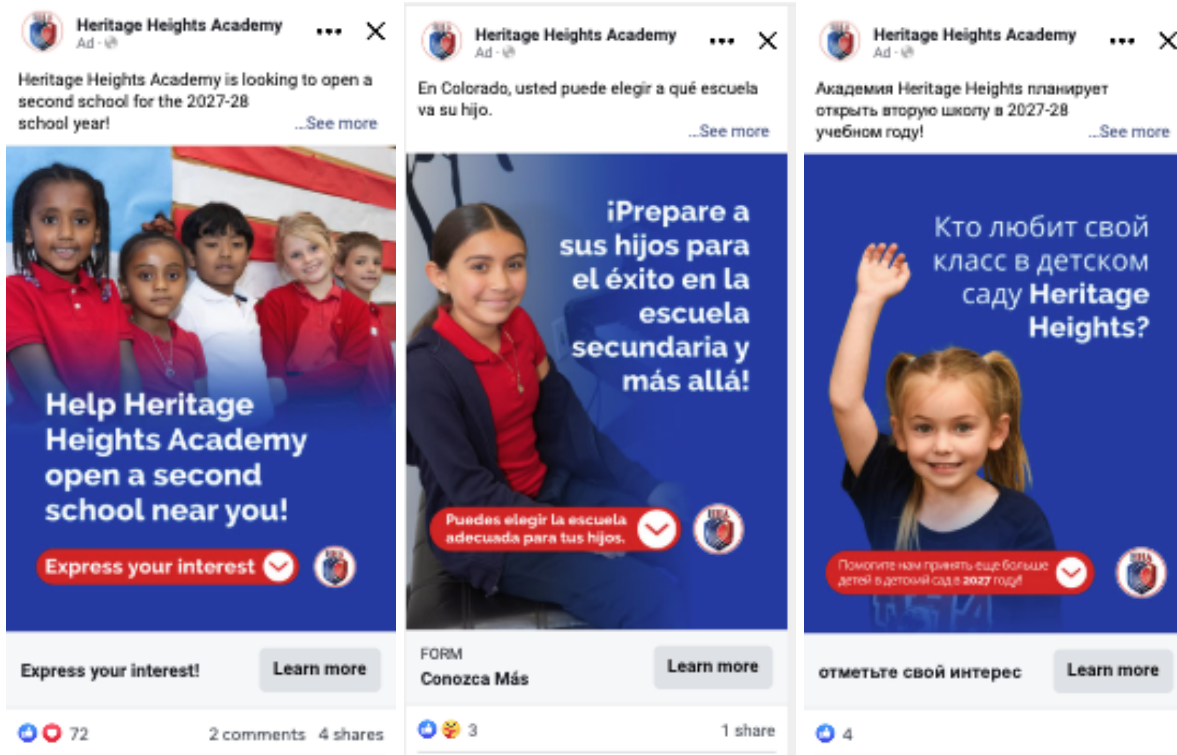 Heritage Heights Academy
Ad
Heritage Heights Academy is looking to open a
second school for the 2027-28
school year!
...See more
Help Heritage
Heights Academy
open a second
school near you!
Express your interest
HHA
Express your interest!
Learn more
72
2 comments 4 shares
Heritage Heights Academy
Ad
En Colorado, usted puede elegir a qué escuela
va su hijo.
...See more
¡Prepare a
sus hijos para
el éxito en la
escuela
secundaria y
más allá!
Puedes elegir la escuela
adecuada para tus hijos.
HHA
FORM
Conozca Más
Learn more
3
1 share
Heritage Heights Academy
Ad
Академия Heritage Heights планирует
открыть вторую школу в 2027-28
учебном году!
...See more
Кто любит свой
класс в детском
саду Heritage
Heights?
Помогите нам принять еще больше
детей в детский сад в 2027 году!
HHA
отметьте свой интерес
Learn more
4